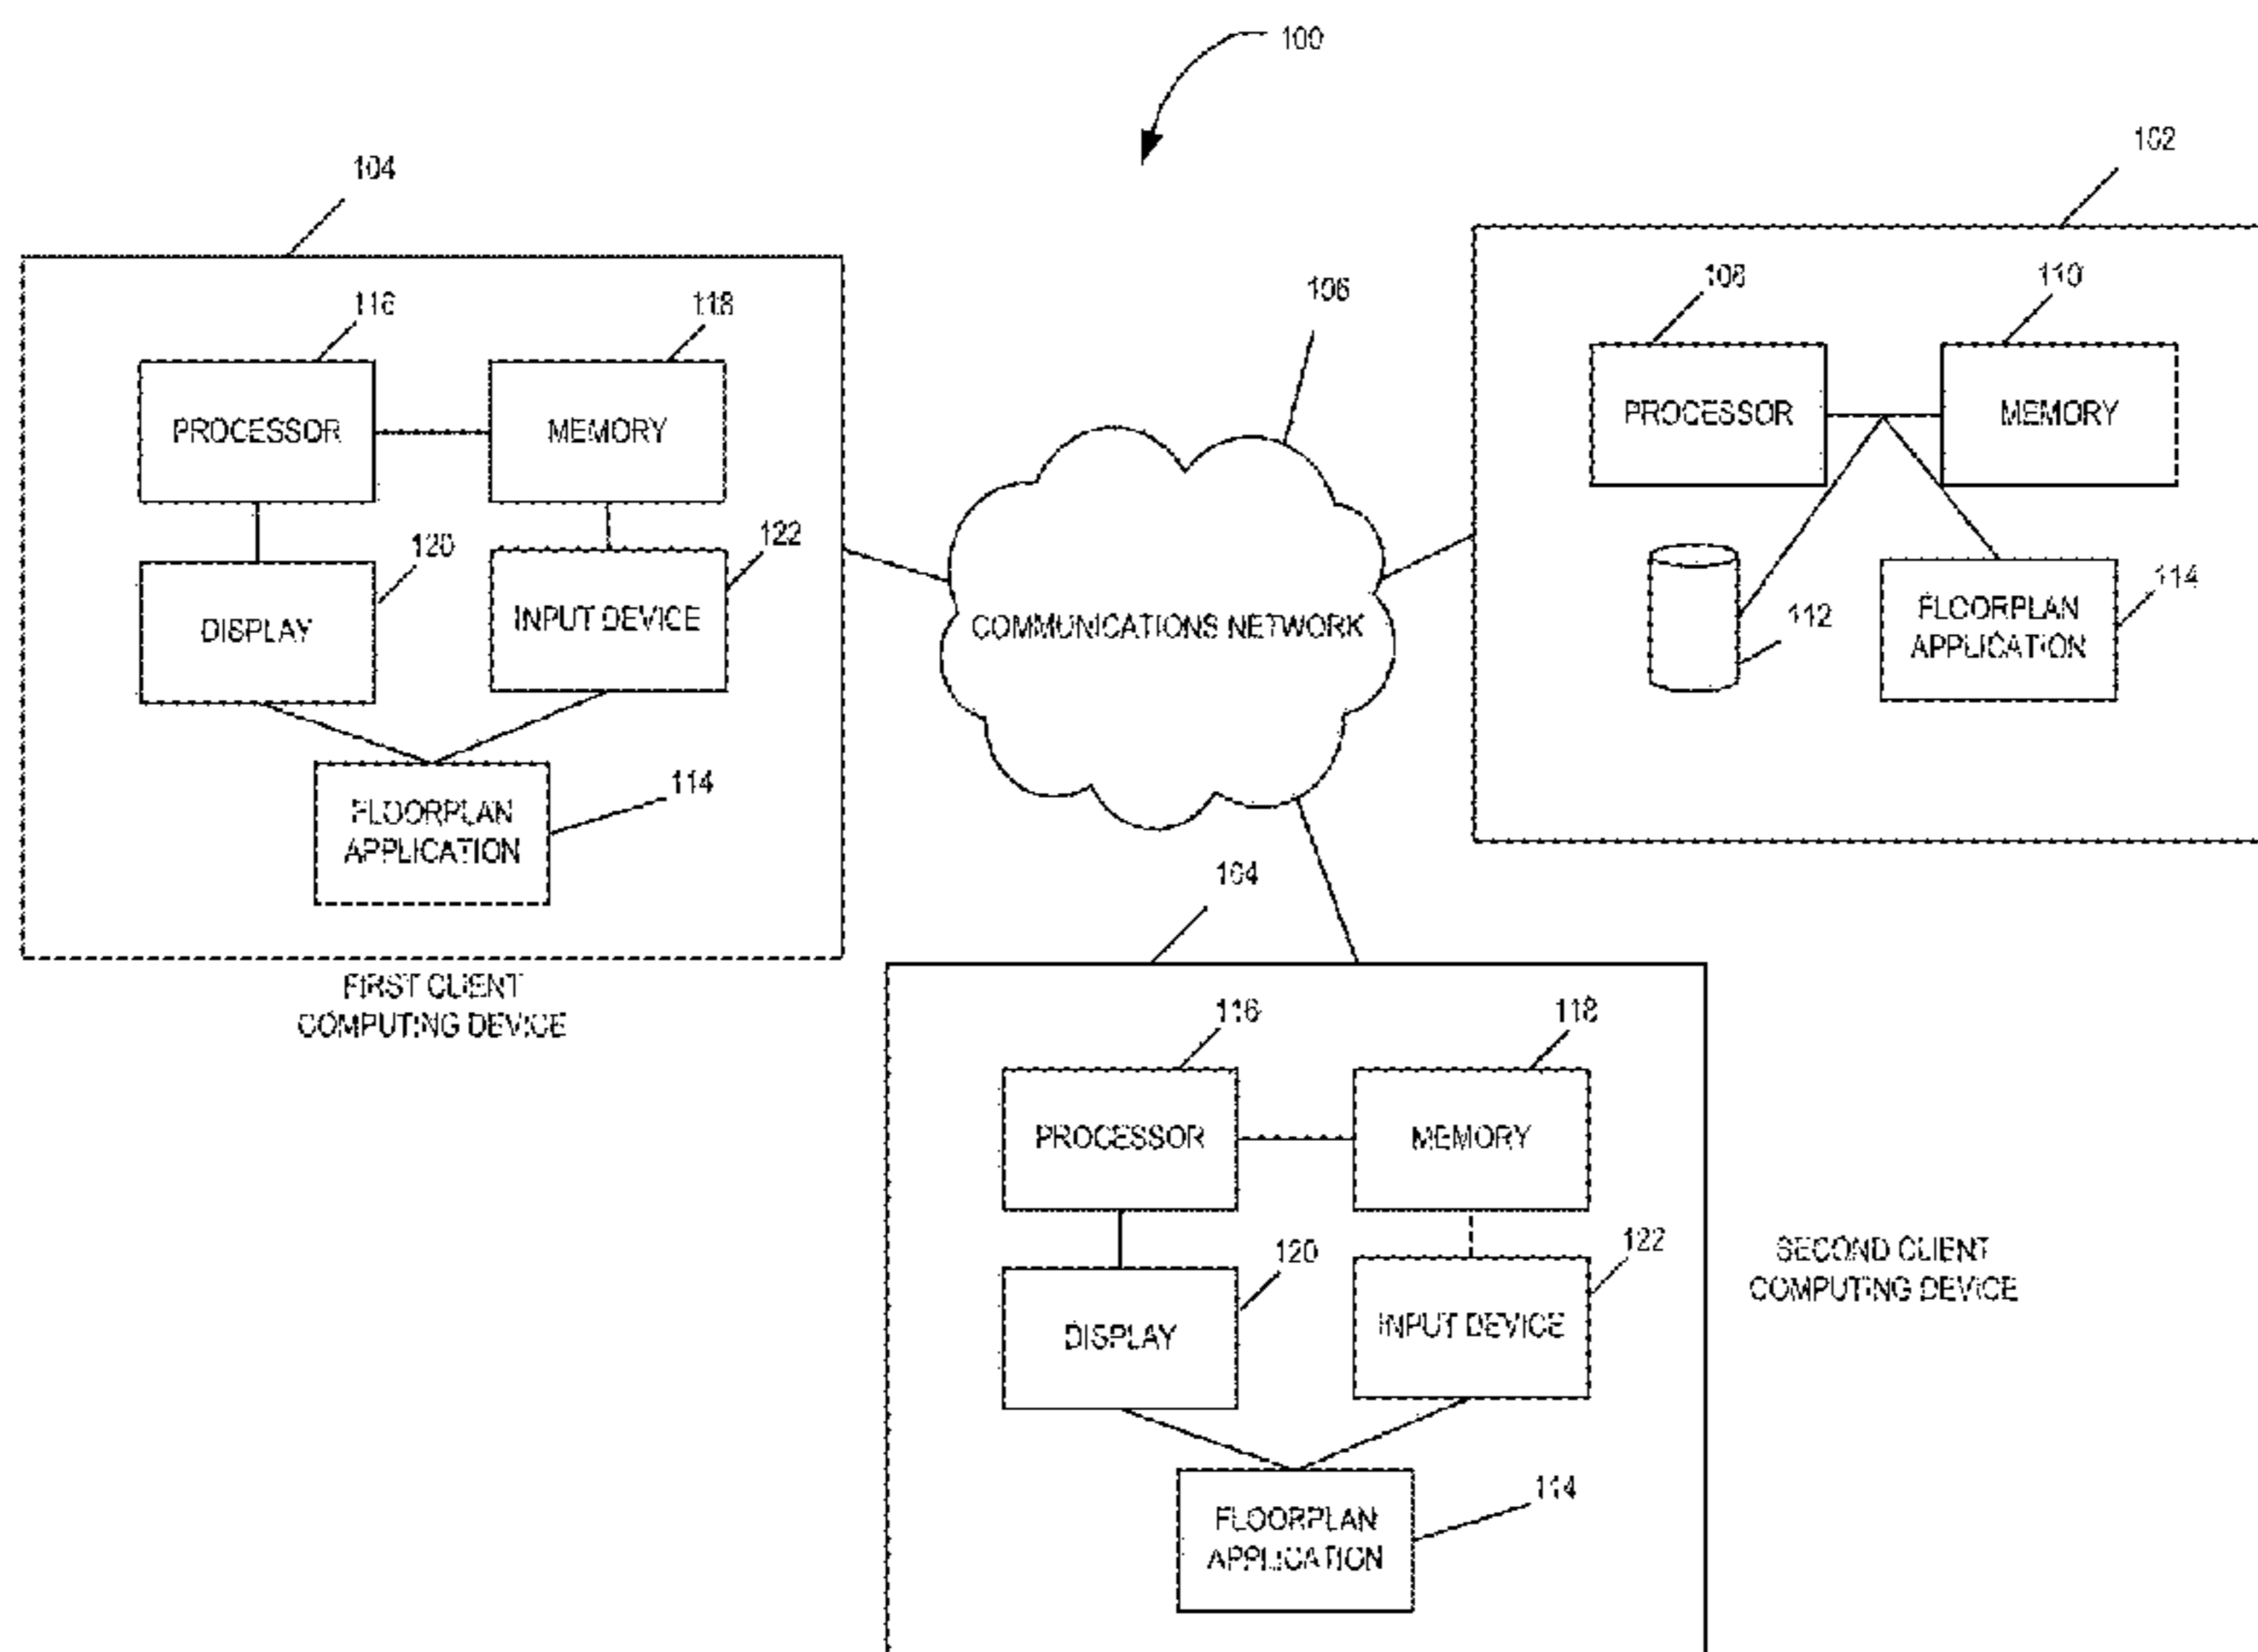 100
104
102
116
118
106
108
110
PROCESSOR
MEMORY
PROCESSOR
MEMORY
120
122
DISPLAY
INPUT DEVICE
COMMUNICATIONS NETWORK
112
FLOORPLAN
APPLICATION
114
FLOORPLAN
APPLICATION
114
FIRST CLIENT
COMPUTING DEVICE
104
116
118
PROCESSOR
MEMORY
120
122
DISPLAY
INPUT DEVICE
SECOND CLIENT
COMPUTING DEVICE
FLOORPLAN
APPLICATION
114